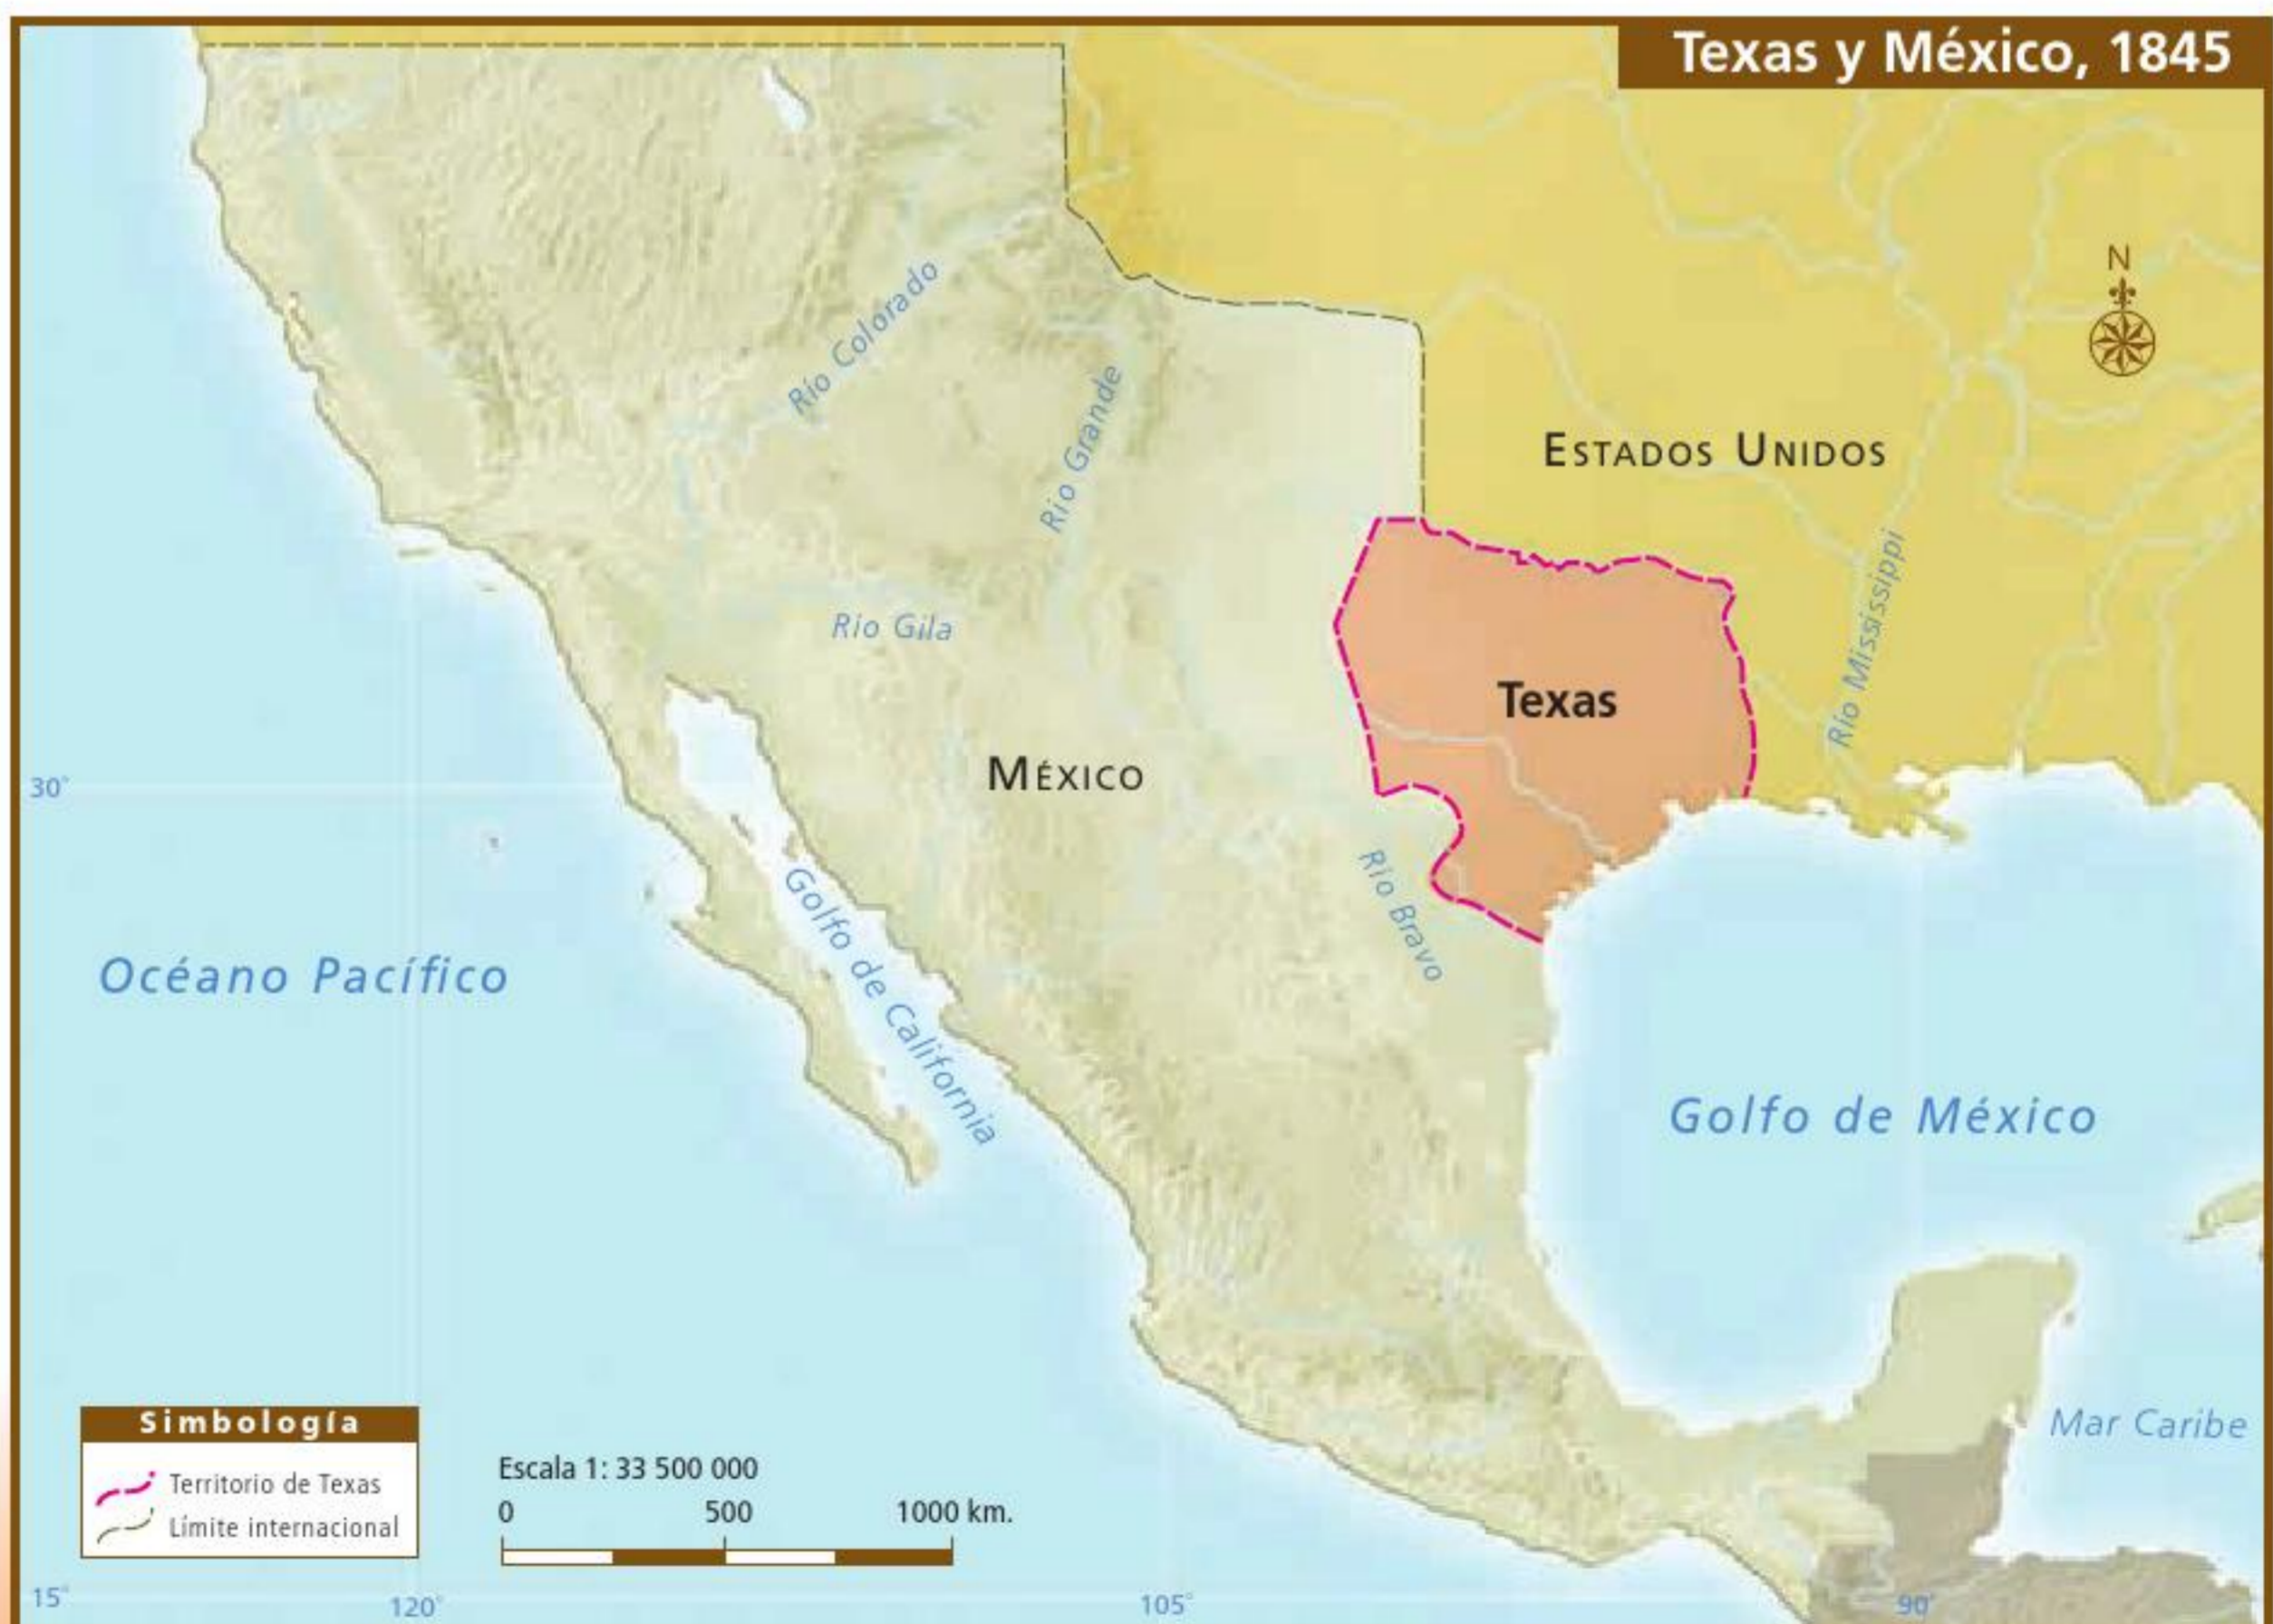 Texas y México, 1845
N
Río Colorado
Rio Grande
ESTADOS UNIDOS
Río Mississippi
Rio Gila
Texas
MÉXICO
30°
Río Bravo
Golfo de California
Océano Pacífico
Golfo de México
Mar Caribe
Simbología
Territorio de Texas
Límite internacional
Escala 1: 33 500 000
0 500 1000 km.
15°
120° 105° 90°